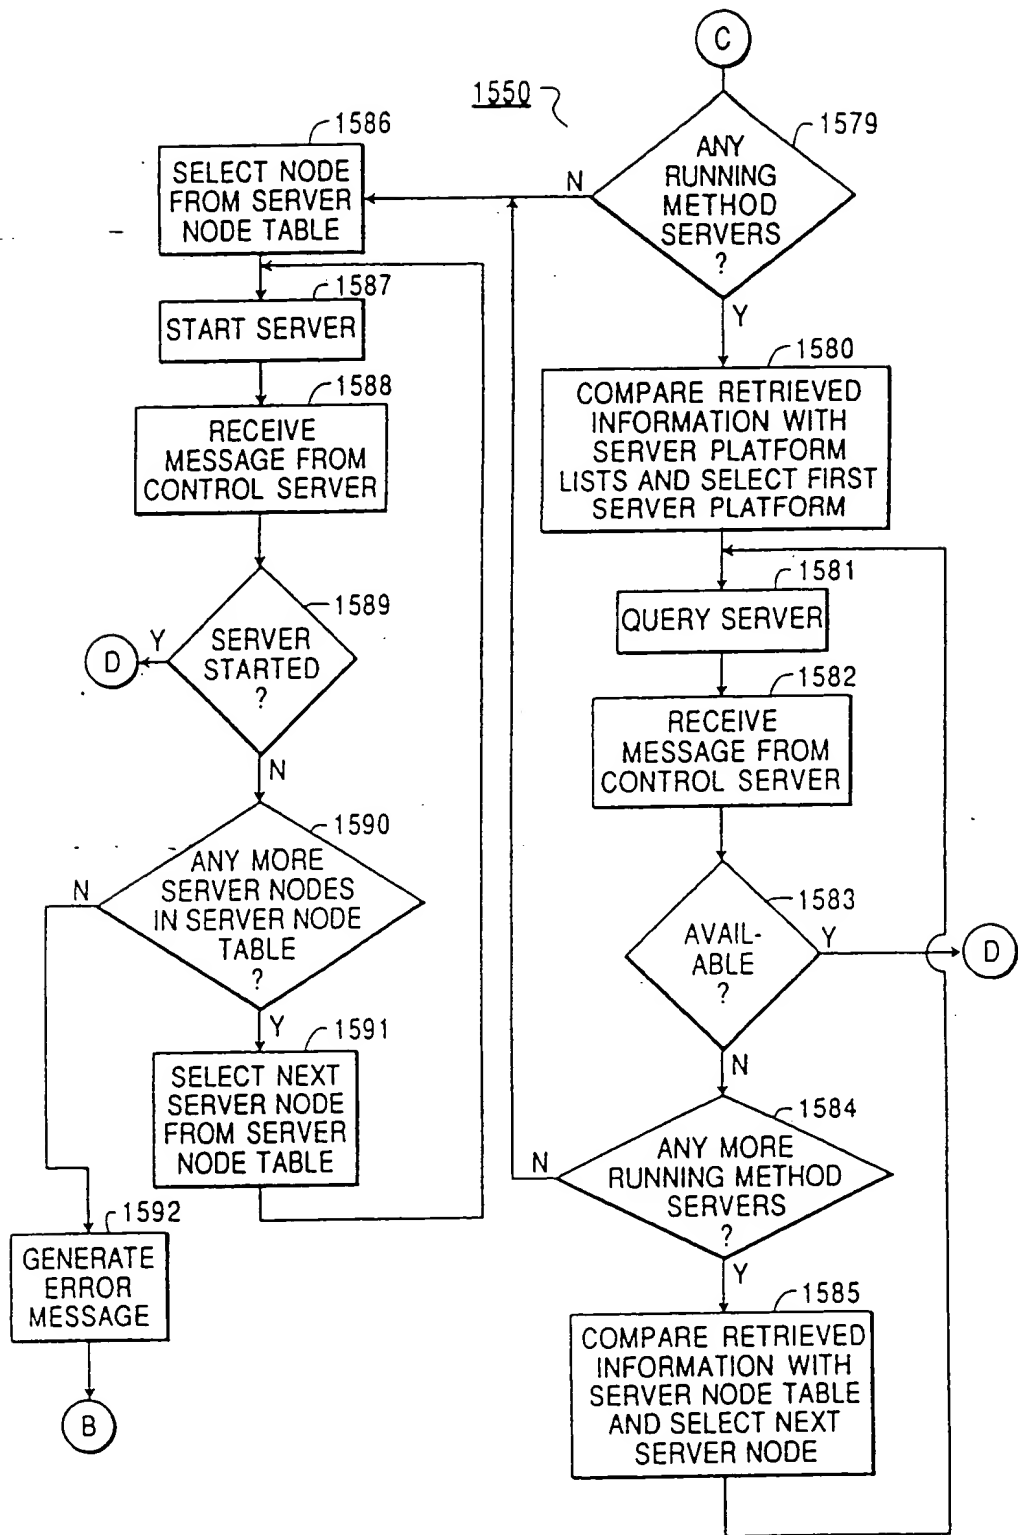 C
1550
1579
ANY
RUNNING
METHOD
SERVERS
?
N
Y
1586
SELECT NODE
FROM SERVER
NODE TABLE
1587
START SERVER
1588
RECEIVE
MESSAGE FROM
CONTROL SERVER
1589
SERVER
STARTED
?
Y
D
N
1590
ANY MORE
SERVER NODES
IN SERVER NODE
TABLE
?
N
Y
1591
SELECT NEXT
SERVER NODE
FROM SERVER
NODE TABLE
1592
GENERATE
ERROR
MESSAGE
B
1580
COMPARE RETRIEVED
INFORMATION WITH
SERVER PLATFORM
LISTS AND SELECT FIRST
SERVER PLATFORM
1581
QUERY SERVER
1582
RECEIVE
MESSAGE FROM
CONTROL SERVER
1583
AVAIL-
ABLE
?
Y
D
N
1584
ANY MORE
RUNNING METHOD
SERVERS
?
N
Y
1585
COMPARE RETRIEVED
INFORMATION WITH
SERVER NODE TABLE
AND SELECT NEXT
SERVER NODE